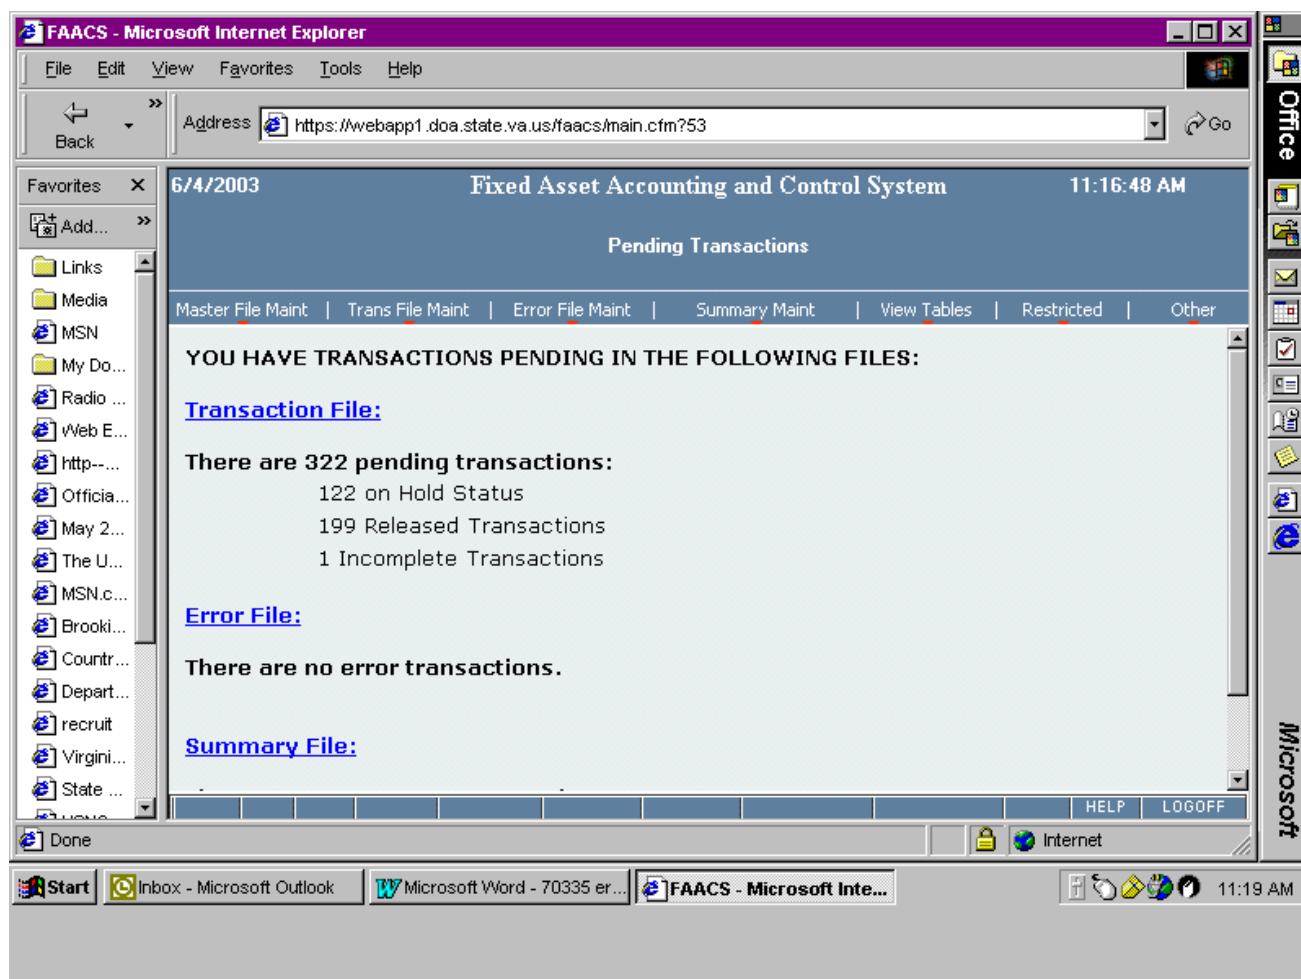 FAACS - Microsoft Internet Explorer
File Edit View Favorites Tools Help
Back » Address https://webapp1.doa.state.va.us/faacs/main.cfm?53 Go
Office
Favorites X
Add... »
Links
Media
MSN
My Do...
Radio ...
Web E...
http--...
Officia...
May 2...
The U...
MSN.c...
Brooki...
Countr...
Depart...
recruit
Virgini...
State ...
6/4/2003 Fixed Asset Accounting and Control System 11:16:48 AM
Pending Transactions
Master File Maint | Trans File Maint | Error File Maint | Summary Maint | View Tables | Restricted | Other
YOU HAVE TRANSACTIONS PENDING IN THE FOLLOWING FILES:
Transaction File:
There are 322 pending transactions:
122 on Hold Status
199 Released Transactions
1 Incomplete Transactions
Error File:
There are no error transactions.
Summary File:
HELP LOGOFF
Microsoft
Done Internet
Start Inbox - Microsoft Outlook Microsoft Word - 70335 er... FAACS - Microsoft Inte... 11:19 AM